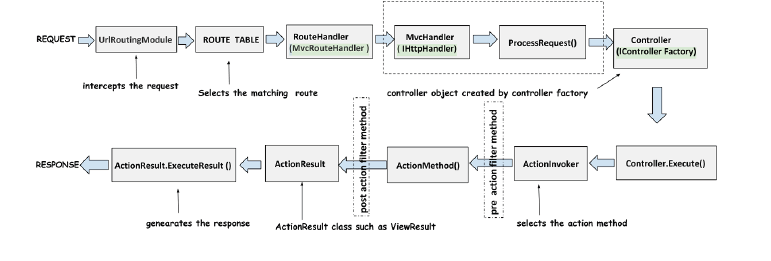 REQUEST
UrlRoutingModule
ROUTE TABLE
RouteHandler
(MvcRouteHandler )
MvcHandler
( IHttpHandler)
ProcessRequest()
Controller
(IController Factory)
intercepts the request
Selects the matching route
controller object created by controller factory
post action filter method
pre action filter method
RESPONSE
ActionResult.ExecuteResult ()
ActionResult
ActionMethod()
ActionInvoker
Controller.Execute()
genearates the response
ActionResult class such as ViewResult
selects the action method